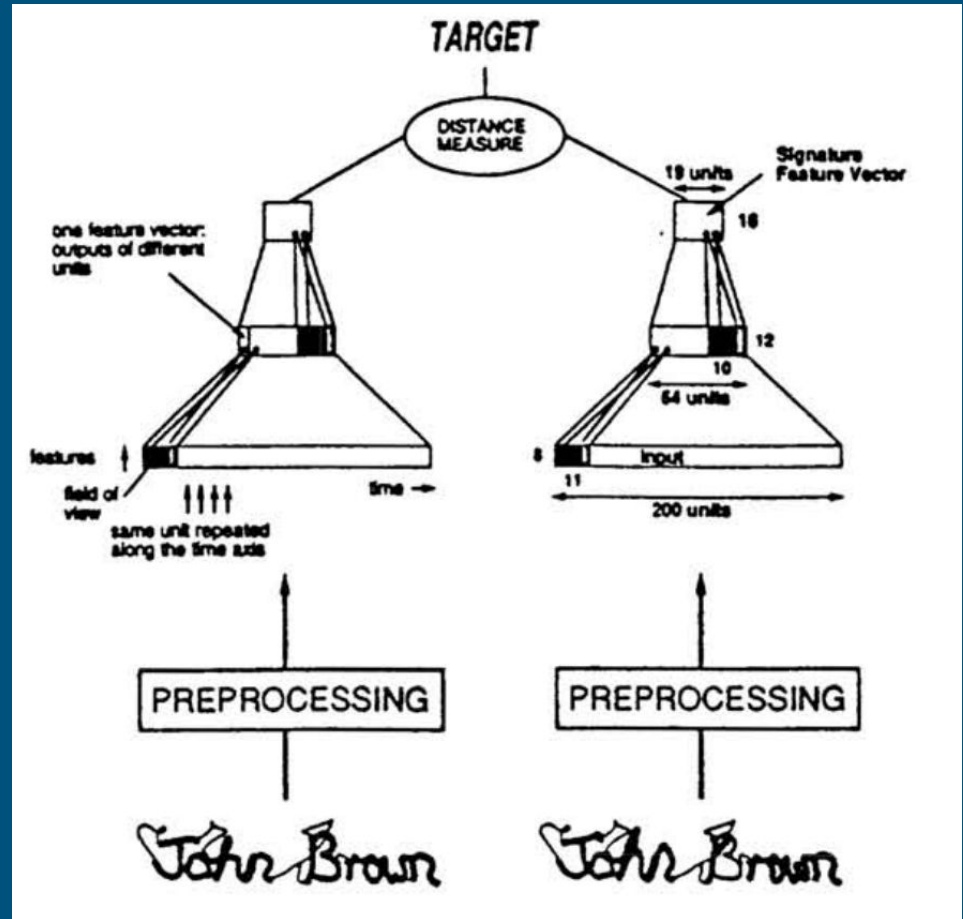 TARGET
DISTANCE
MEASURE
one feature vector:
outputs of different
units
19 units
Signature
Feature Vector
16
12
10
64 units
features
field of
view
time
same unit repeated
along the time axis
8
input
11
200 units
PREPROCESSING
PREPROCESSING
John Brown
John Brown